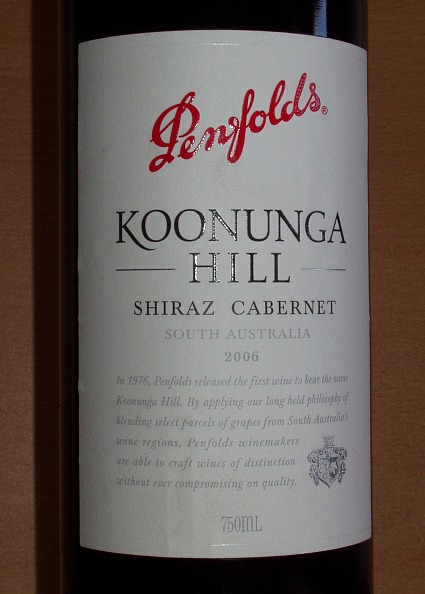 Penfolds®
KOONUNGA
HILL
SHIRAZ CABERNET
SOUTH AUSTRALIA
2006
In 1976, Penfolds released the first wine to bear the name
Koonunga Hill. By applying our long held philosophy of
blending select parcels of grapes from South Australia's
wine regions, Penfolds winemakers
are able to craft wines of distinction
without ever compromising on quality.
750ML